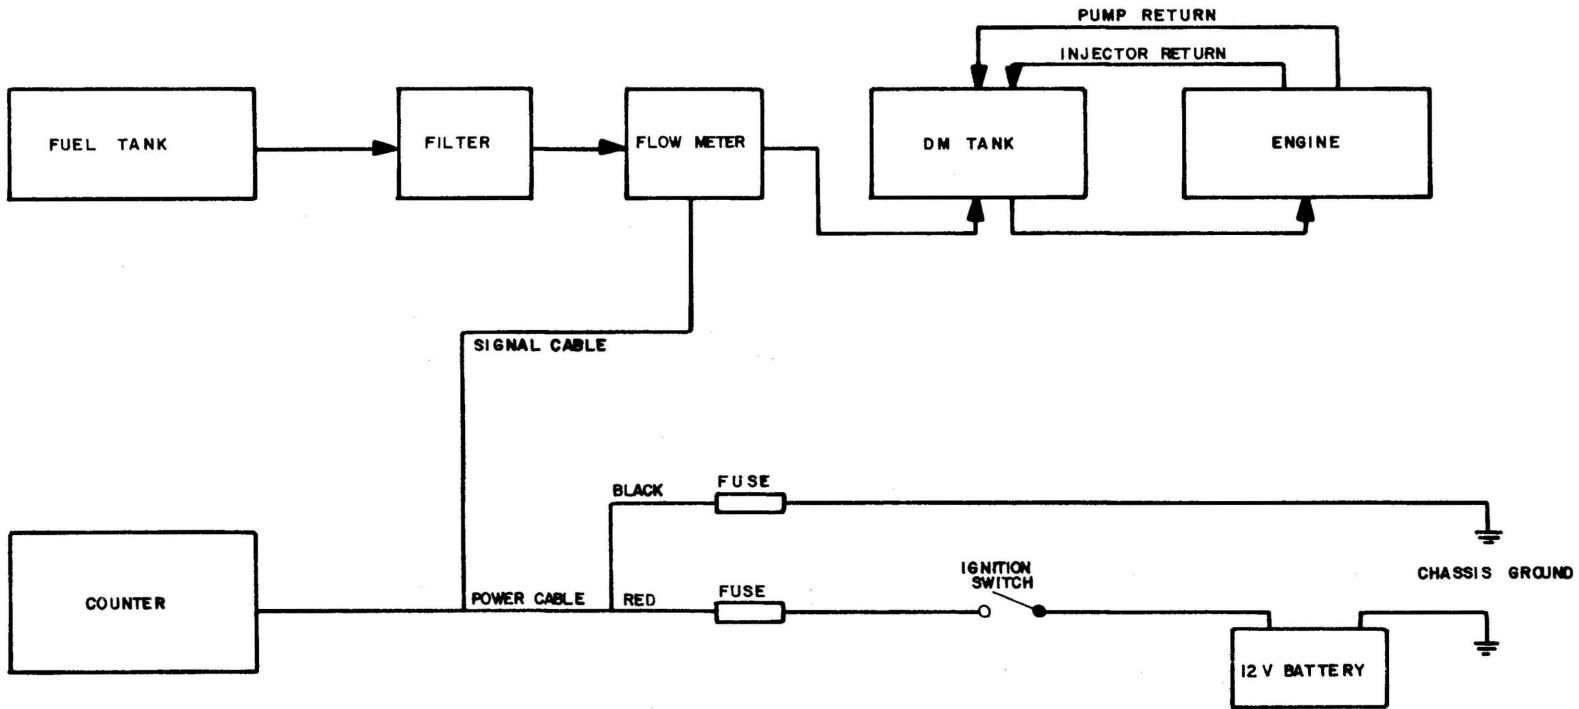 PUMP RETURN
INJECTOR RETURN
FUEL TANK
FILTER
FLOW METER
DM TANK
ENGINE
SIGNAL CABLE
BLACK
FUSE
CHASSIS GROUND
COUNTER
POWER CABLE
RED
FUSE
IGNITION
SWITCH
12 V BATTERY